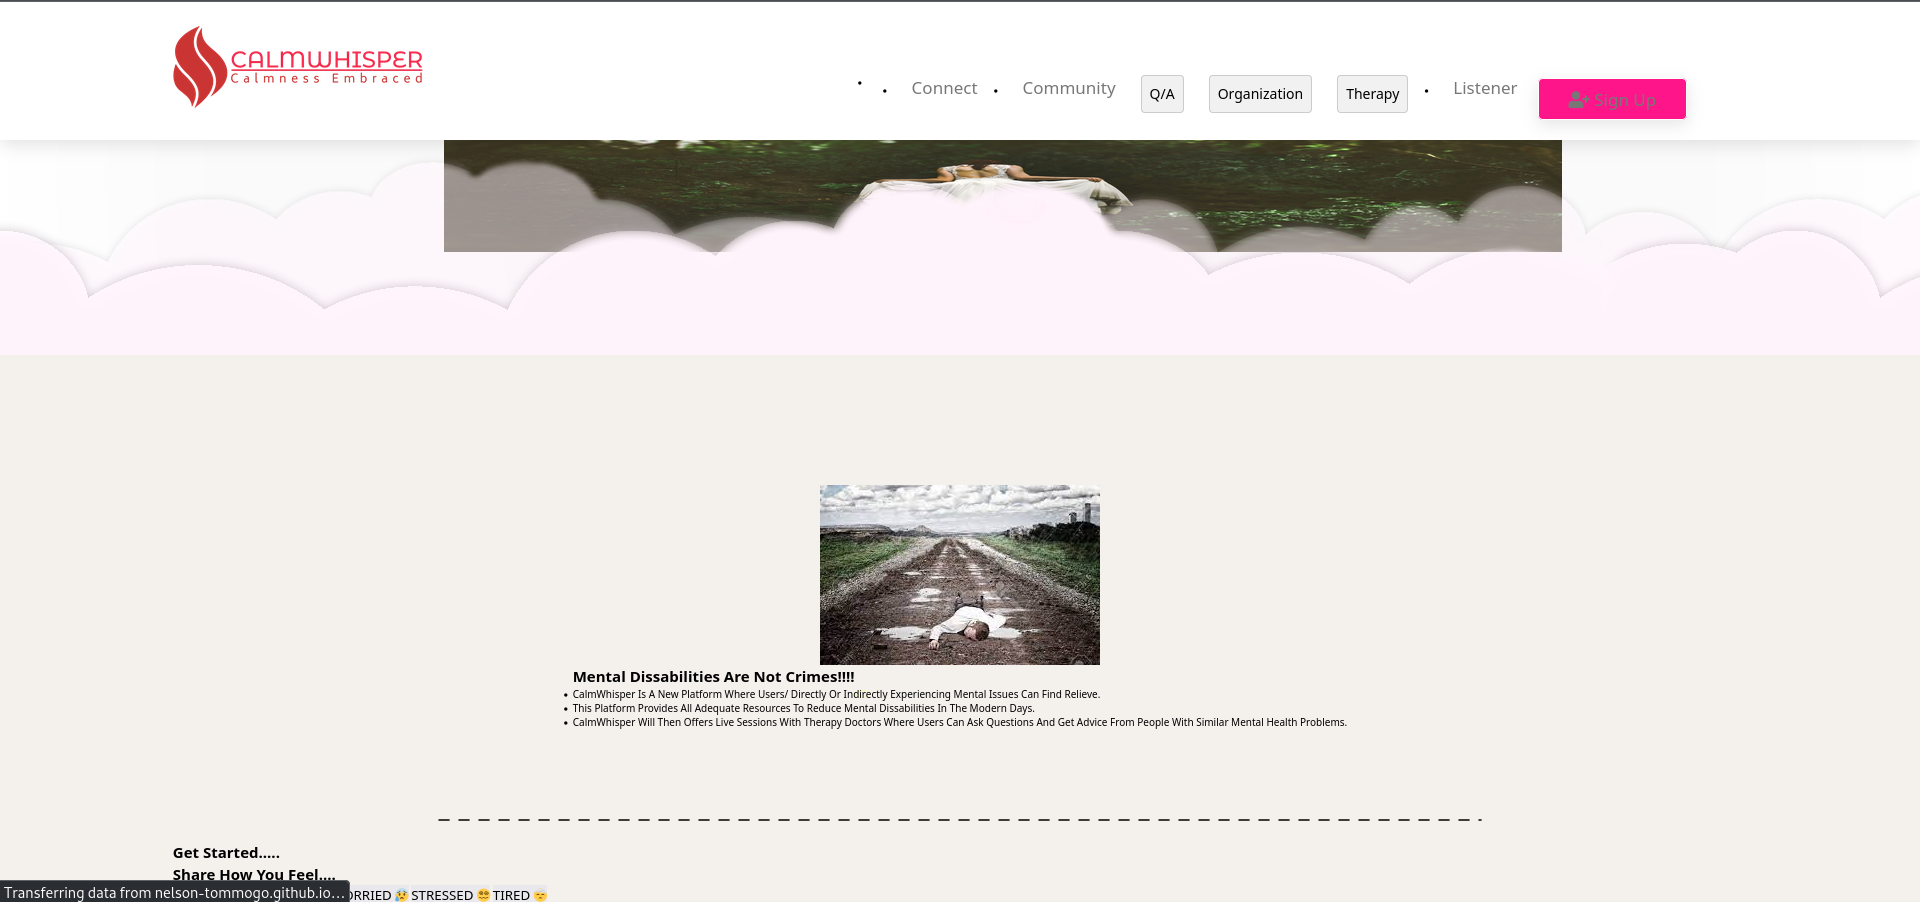 CALMWHISPER
Calmness Embraced
Connect
Community
Q/A
Organization
Therapy
Listener
Sign Up
Mental Dissabilities Are Not Crimes!!!!
CalmWhisper Is A New Platform Where Users/ Directly Or Indirectly Experiencing Mental Issues Can Find Relieve.
This Platform Provides All Adequate Resources To Reduce Mental Dissabilities In The Modern Days.
CalmWhisper Will Then Offers Live Sessions With Therapy Doctors Where Users Can Ask Questions And Get Advice From People With Similar Mental Health Problems.
Get Started.....
Share How You Feel....
ORRIED 😰 STRESSED 😵 TIRED 😴
Transferring data from nelson-tommogo.github.io...